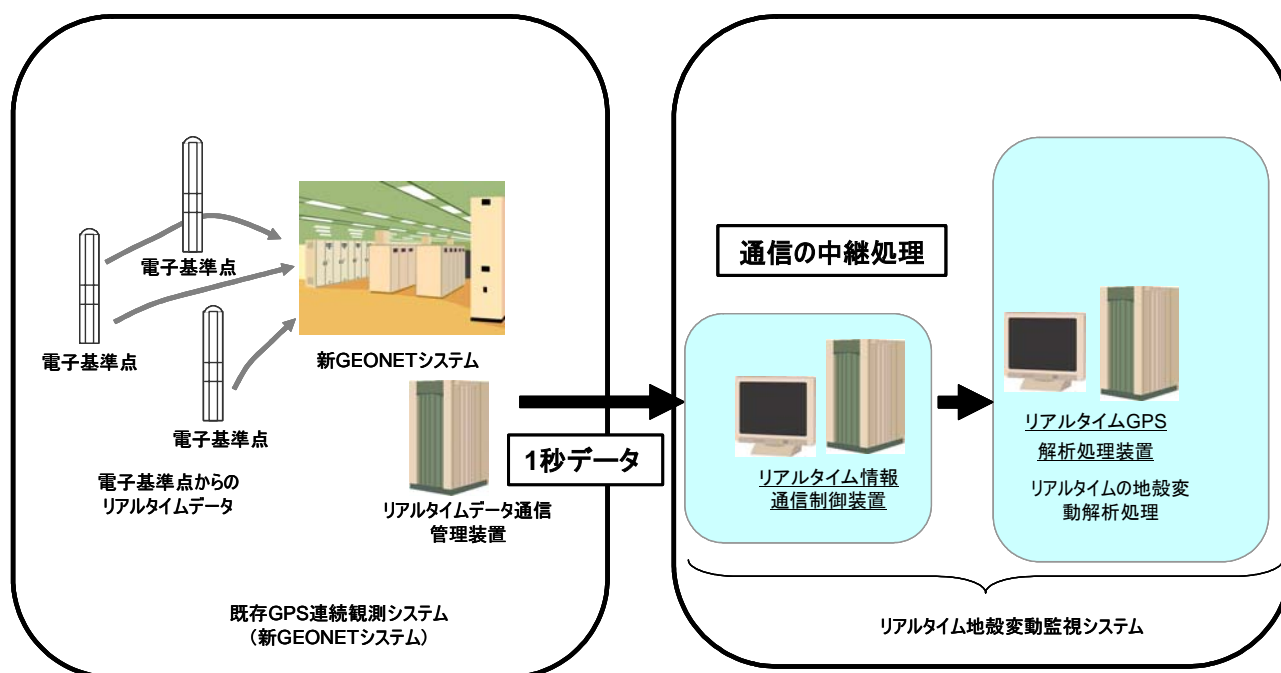 電子基準点
電子基準点
電子基準点
電子基準点からの
リアルタイムデータ
新GEONETシステム
リアルタイムデータ通信
管理装置
既存GPS連続観測システム
（新GEONETシステム）
1秒データ
通信の中継処理
リアルタイム情報
通信制御装置
リアルタイムGPS
解析処理装置
リアルタイムの地殻変
動解析処理
リアルタイム地殻変動監視システム